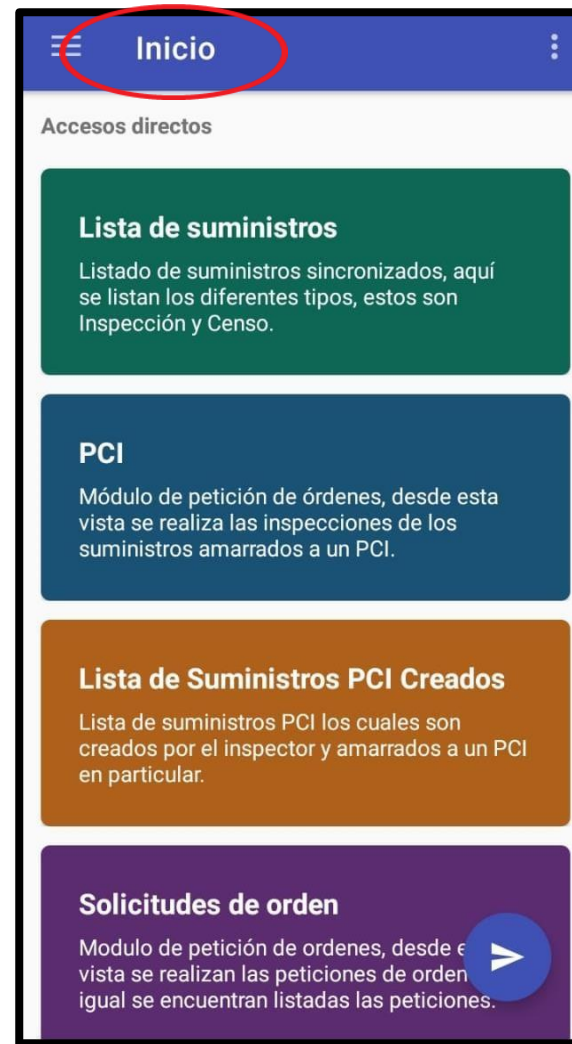 Inicio
Accesos directos
Lista de suministros
Listado de suministros sincronizados, aquí
se listan los diferentes tipos, estos son
Inspección y Censo.
PCI
Módulo de petición de órdenes, desde esta
vista se realiza las inspecciones de los
suministros amarrados a un PCI.
Lista de Suministros PCI Creados
Lista de suministros PCI los cuales son
creados por el inspector y amarrados a un PCI
en particular.
Solicitudes de orden
Modulo de petición de ordenes, desde
vista se realizan las peticiones de orden
igual se encuentran listadas las peticiones.